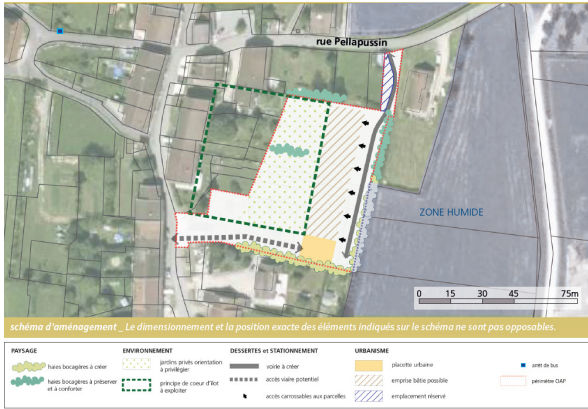 rue Pellapussin
ZONE HUMIDE
0 15 30 45 75m
schéma d'aménagement _ Le dimensionnement et la position exacte des éléments indiqués sur le schéma ne sont pas opposables.
PAYSAGE
haies bocagères à créer
haies bocagères à préserver
et à conforter
ENVIRONNEMENT
jardins privés orientation
à privilégier
principe de coeur d'îlot
à exploiter
DESSERTES et STATIONNEMENT
voirie à créer
accès viaire potentiel
accès carrossables aux parcelles
URBANISME
placette urbaine
emprise bâtie possible
emplacement réservé
arrêt de bus
périmètre OAP